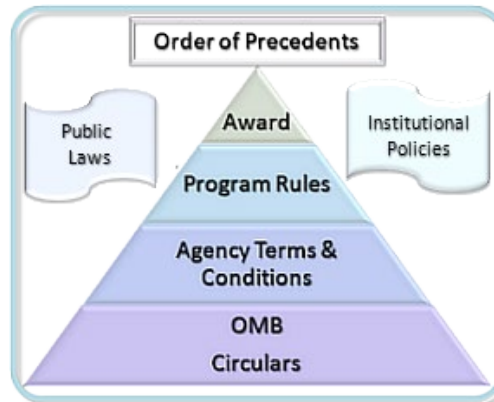 Order of Precedents
Public
Laws
Institutional
Policies
Award
Program Rules
Agency Terms &
Conditions
OMB
Circulars